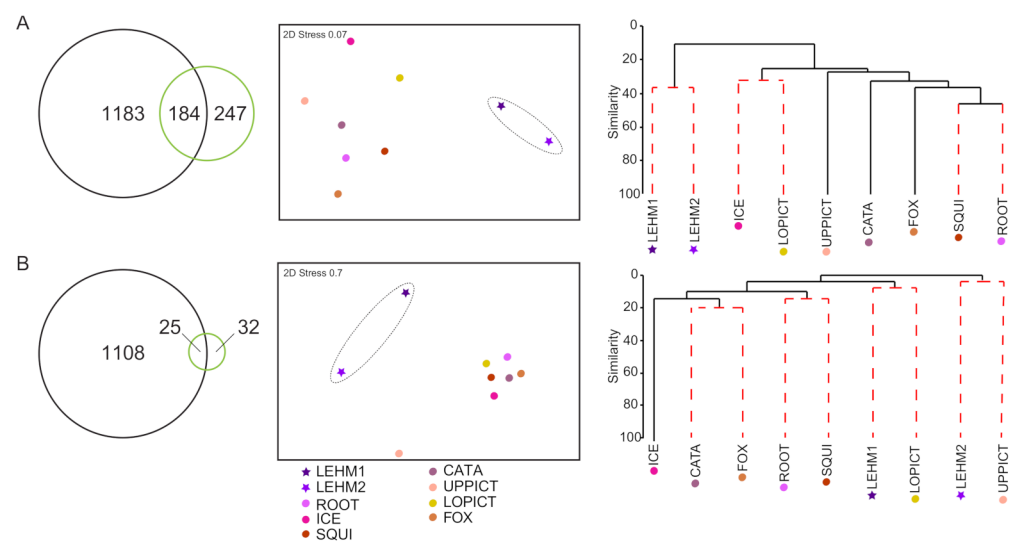 A
1183
184
247
2D Stress 0.07
Similarity
0
20
40
60
80
100
LEHM1
LEHM2
ICE
LOPICT
UPPICT
CATA
FOX
SQUI
ROOT
B
1108
25
32
2D Stress 0.7
Similarity
0
20
40
60
80
100
ICE
CATA
FOX
ROOT
SQUI
LEHM1
LOPICT
LEHM2
UPPICT
LEHM1
LEHM2
ROOT
ICE
SQUI
CATA
UPPICT
LOPICT
FOX